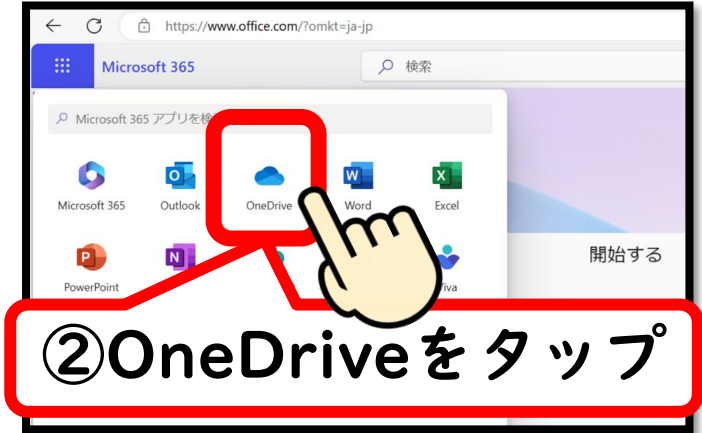 https://www.office.com/?omkt=ja-jp
Microsoft 365
検索
Microsoft 365 アプリを検
Microsoft 365 Outlook OneDrive Word Excel
PowerPoint
開始する
②OneDriveをタップ